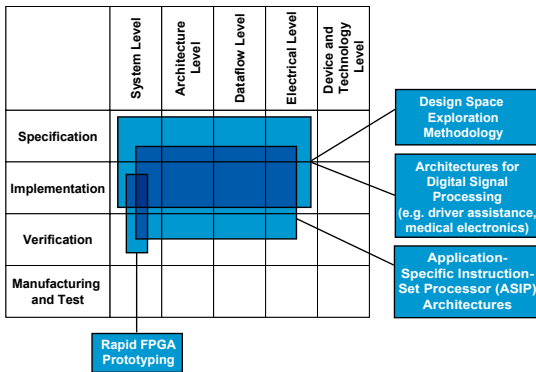 System Level
Architecture
Level
Dataflow Level
Electrical Level
Device and
Technology
Level
Specification
Implementation
Verification
Manufacturing
and Test
Design Space
Exploration
Methodology
Architectures for
Digital Signal
Processing
(e.g. driver assistance,
medical electronics)
Application-
Specific Instruction-
Set Processor (ASIP)
Architectures
Rapid FPGA
Prototyping